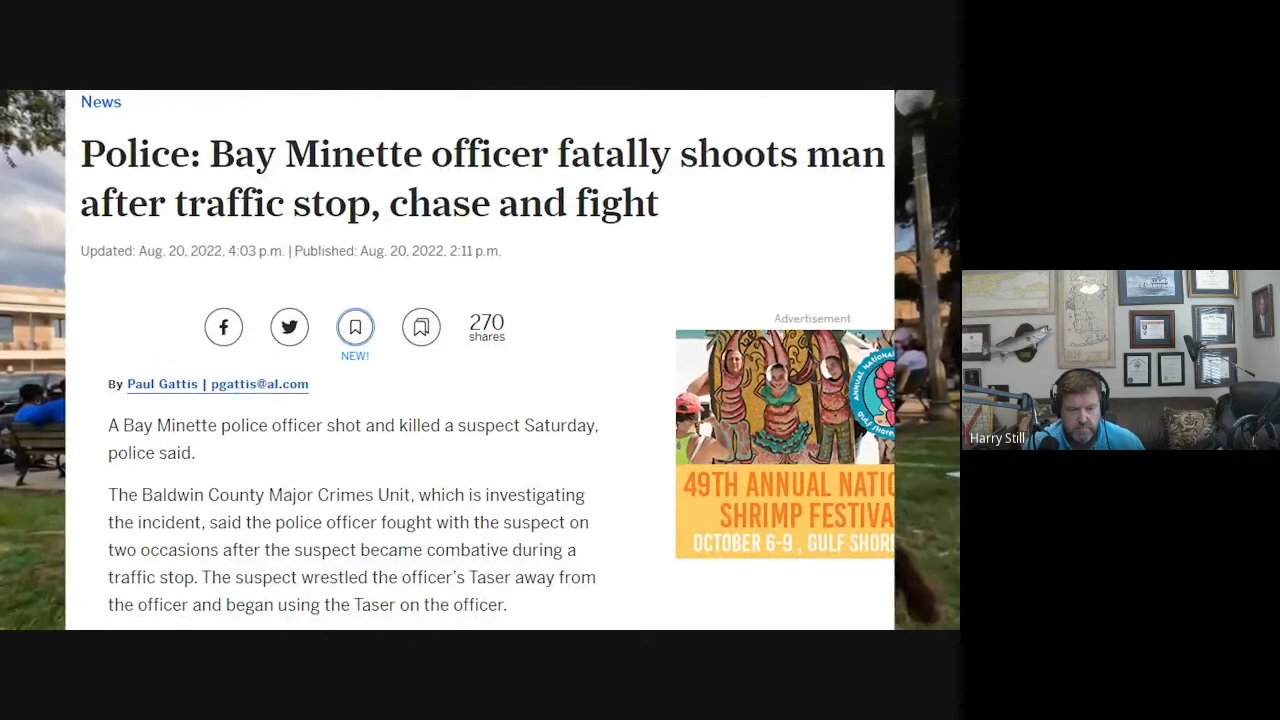 News
Police: Bay Minette officer fatally shoots man
after traffic stop, chase and fight
Updated: Aug. 20, 2022, 4:03 p.m. | Published: Aug. 20, 2022, 2:11 p.m.
270
shares
NEW!
Advertisement
By Paul Gattis | pgattis@al.com
A Bay Minette police officer shot and killed a suspect Saturday,
police said.
The Baldwin County Major Crimes Unit, which is investigating
the incident, said the police officer fought with the suspect on
two occasions after the suspect became combative during a
traffic stop. The suspect wrestled the officer's Taser away from
the officer and began using the Taser on the officer.
ANNUAL NATIONAL
GULF SHOR
49TH ANNUAL NATIO
SHRIMP FESTIVA
OCTOBER 6-9 , GULF SHOR
Harry Still